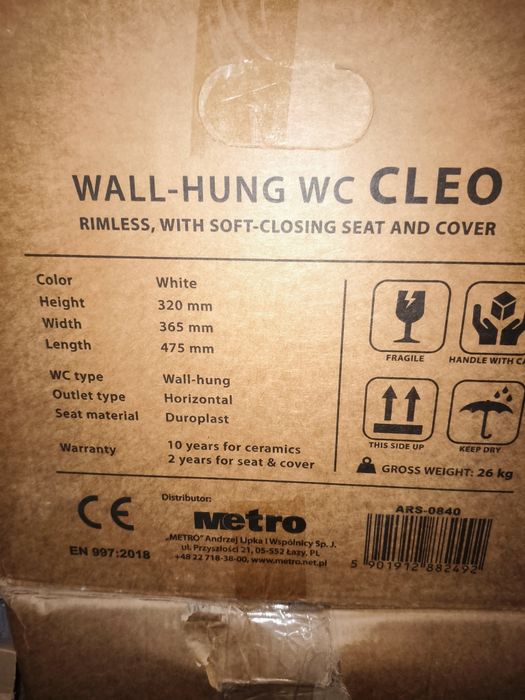 WALL-HUNG WC CLEO
RIMLESS, WITH SOFT-CLOSING SEAT AND COVER
Color White
Height 320 mm
Width 365 mm
Length 475 mm
WC type Wall-hung
Outlet type Horizontal
Seat material Duroplast
Warranty 10 years for ceramics
2 years for seat & cover
FRAGILE
HANDLE WITH CA
THIS SIDE UP
KEEP DRY
GROSS WEIGHT: 26 kg
CE
EN 997:2018
Distributor:
Metro
„METRO” Andrzej Lipka i Wspólnicy Sp. J.
ul. Przyszłości 21, 05-552 Łazy, PL
+48 22 718-38-00, www.metro.net.pl
ARS-0840
5 901912 882492